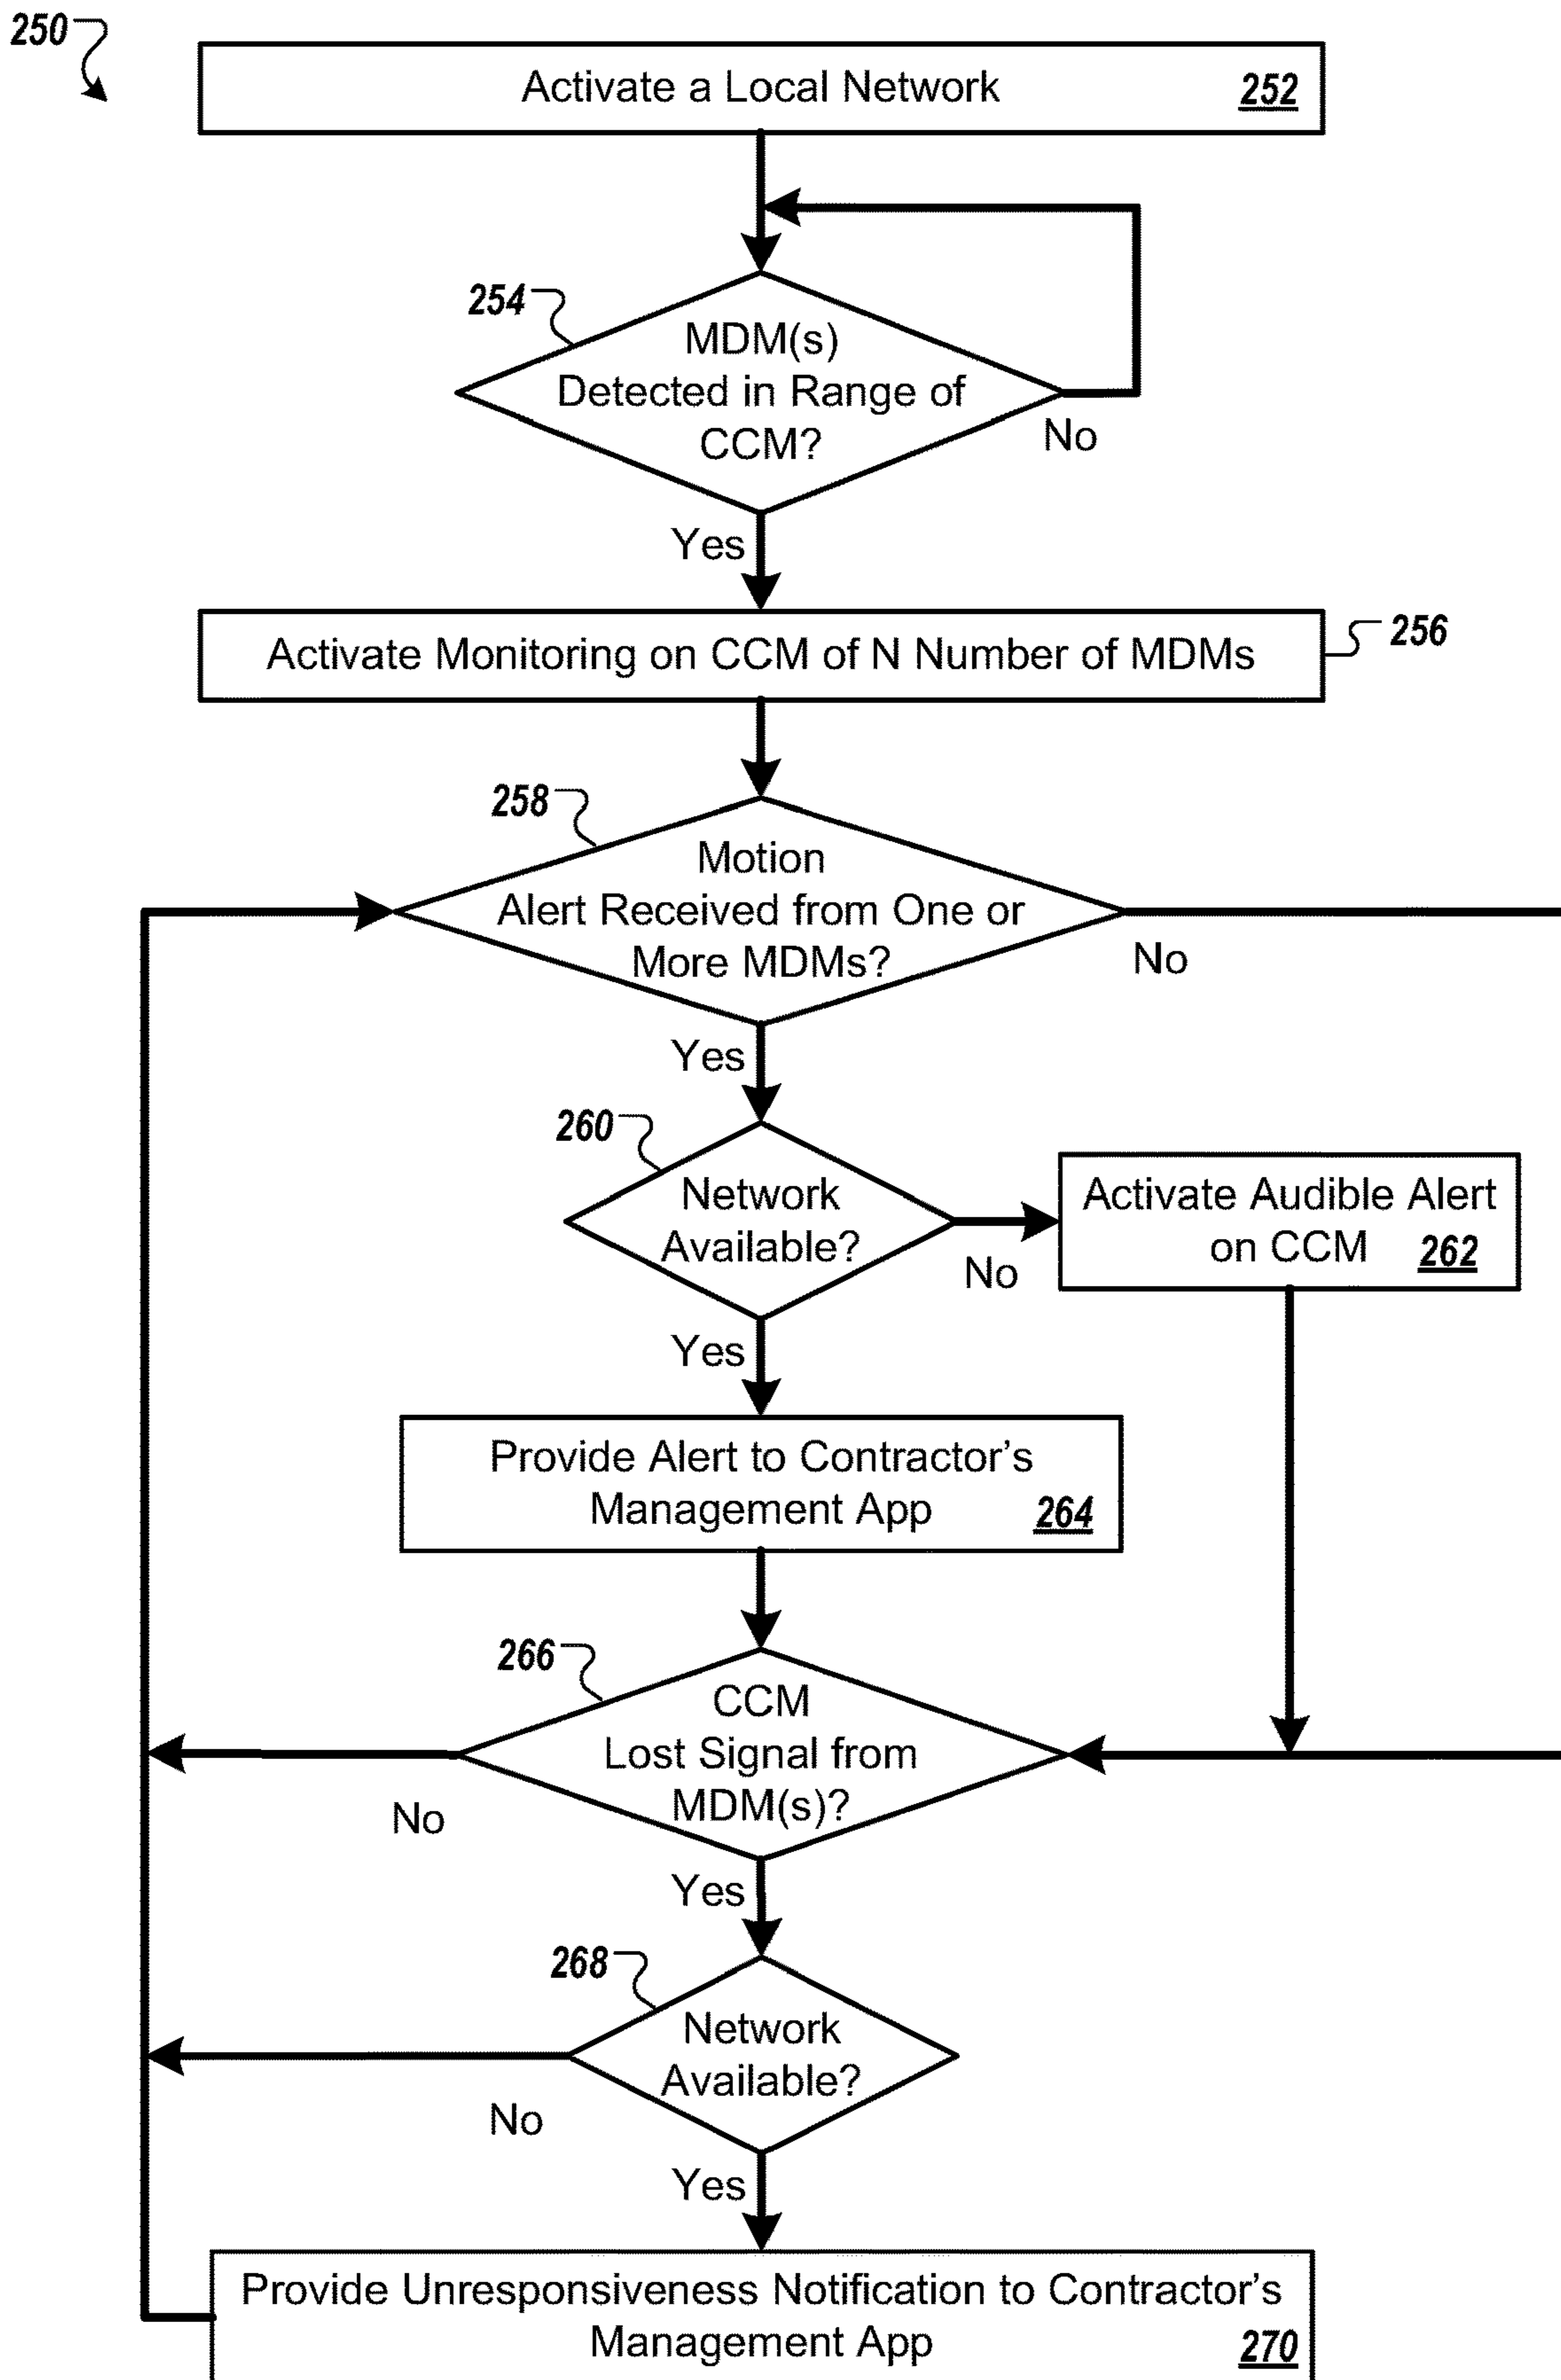 250
Activate a Local Network 252
254
MDM(s)
Detected in Range of
CCM?
No
Yes
Activate Monitoring on CCM of N Number of MDMs
256
258
Motion
Alert Received from One or
More MDMs?
No
Yes
260
Network
Available?
No
Activate Audible Alert
on CCM 262
Yes
Provide Alert to Contractor's
Management App 264
266
CCM
Lost Signal from
MDM(s)?
No
Yes
268
Network
Available?
No
Yes
Provide Unresponsiveness Notification to Contractor's
Management App 270